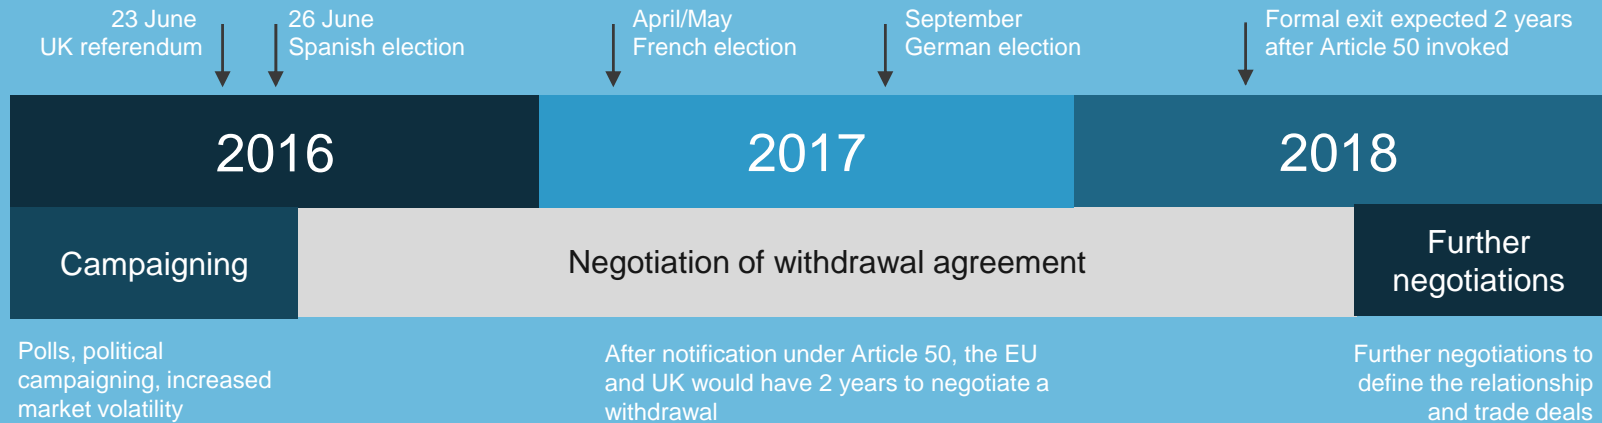 23 June
UK referendum
26 June
Spanish election
April/May
French election
September
German election
Formal exit expected 2 years
after Article 50 invoked
2016
2017
2018
Campaigning
Negotiation of withdrawal agreement
Further
negotiations
Polls, political
campaigning, increased
market volatility
After notification under Article 50, the EU
and UK would have 2 years to negotiate a
withdrawal
Further negotiations to
define the relationship
and trade deals